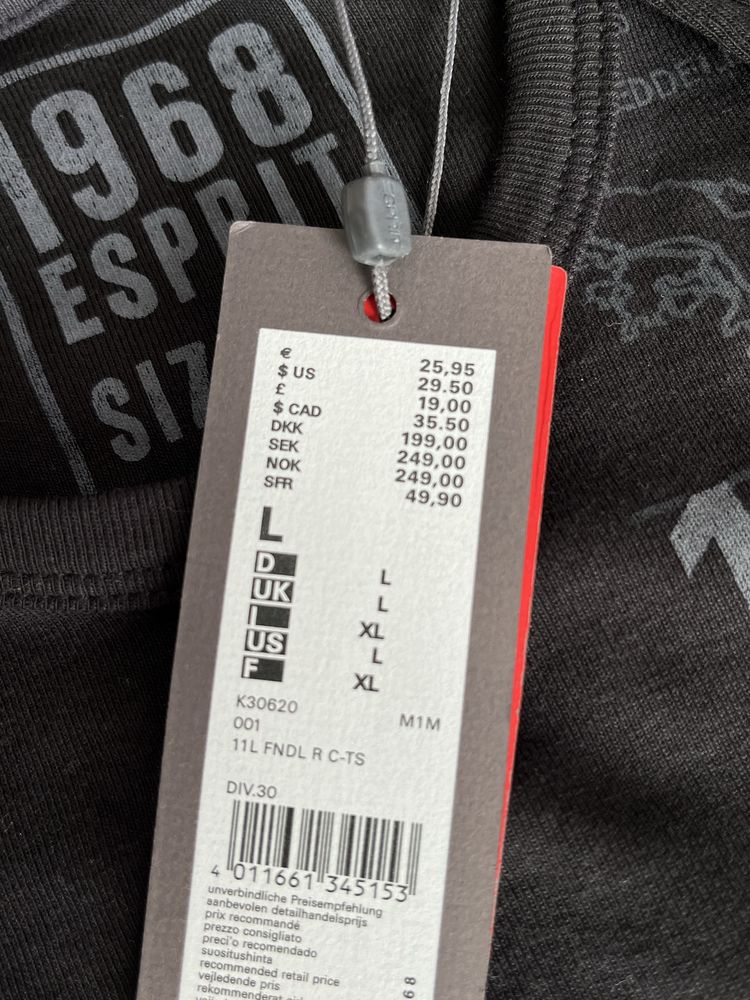 1968
ESPRIT
€ 25,95
$ US 29.50
£ 19,00
$ CAD 35.50
DKK 199,00
SEK 249,00
NOK 249,00
SFR 49,90
L
D L
UK L
I XL
US L
F XL
K30620
001 M1M
11L FNDL R C-TS
DIV.30
4 011661 345153
unverbindliche Preisempfehlung
aanbevolen detailhandelsprijs
prix recommandé
prezzo consigliato
preci'o recomendado
suositushinta
recommended retail price
vejledende pris
rekommenderat